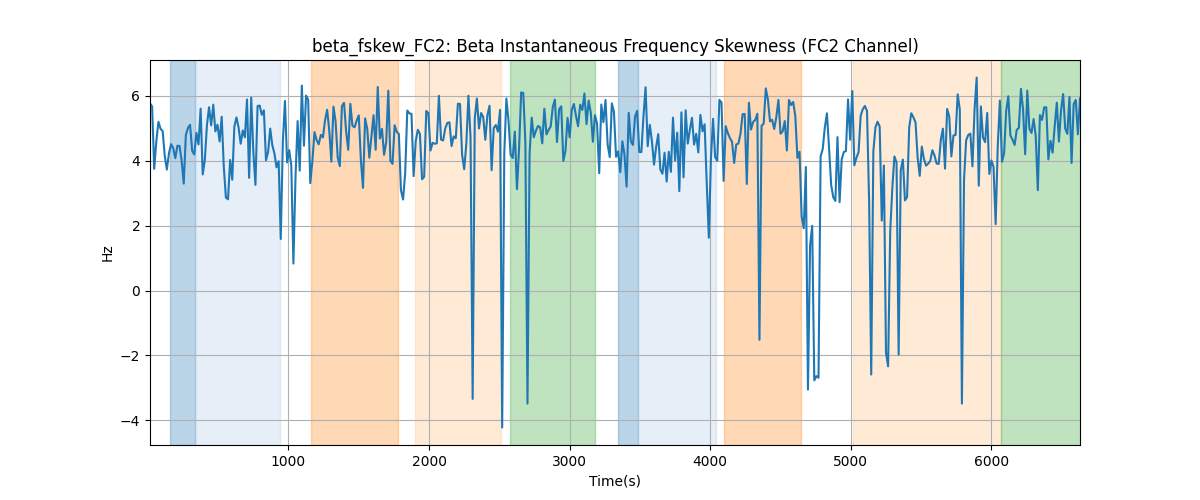 beta_fskew_FC2: Beta Instantaneous Frequency Skewness (FC2 Channel)
Hz
6
4
2
0
−2
−4
1000 2000 3000 4000 5000 6000
Time(s)